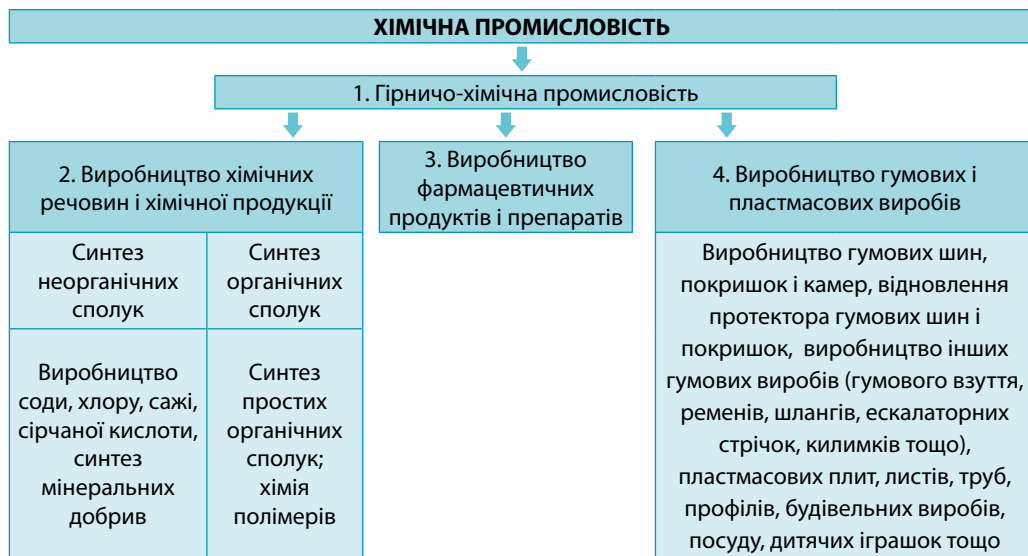 ХІМІЧНА ПРОМИСЛОВІСТЬ
1. Гірничо-хімічна промисловість
2. Виробництво хімічних
речовин і хімічної продукції
Синтез
неорганічних
сполук
Синтез
органічних
сполук
Виробництво
соди, хлору, сажі,
сірчаної кислоти,
синтез
мінеральних
добрив
Синтез
простих
органічних
сполук;
хімія
полімерів
3. Виробництво
фармацевтичних
продуктів і препаратів
4. Виробництво гумових і
пластмасових виробів
Виробництво гумових шин,
покришок і камер, відновлення
протектора гумових шин і
покришок, виробництво інших
гумових виробів (гумового взуття,
ременів, шлангів, ескалаторних
стрічок, килимків тощо),
пластмасових плит, листів, труб,
профілів, будівельних виробів,
посуду, дитячих іграшок тощо